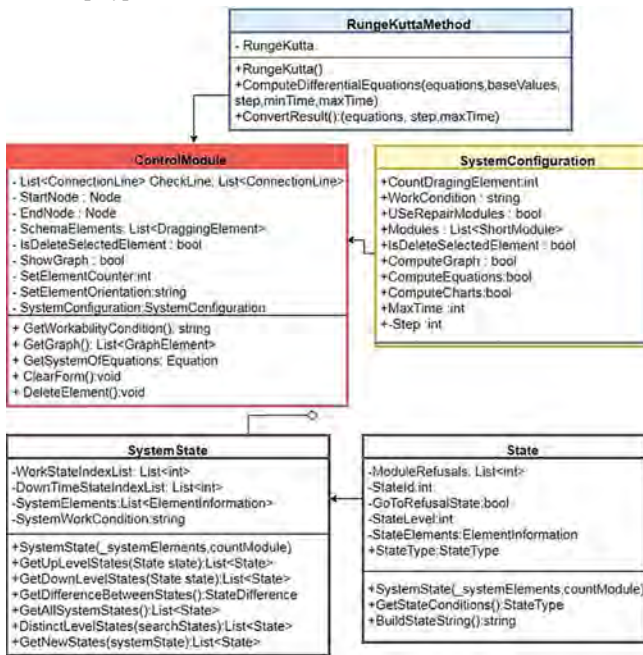 RungeKuttaMethod
- RungeKutta
+RungeKutta()
+ComputeDifferentialEquations(equations,baseValues,
step,minTime,maxTime)
+ConvertResult():(equations, step,maxTime)
ControlModule
- List<ConnectionLine> CheckLine: List<ConnectionLine>
- StartNode : Node
- EndNode : Node
- SchemaElements: List<DraggingElement>
- IsDeleteSelectedElement : bool
- ShowGraph : bool
- SetElementCounter:int
- SetElementOrientation:string
- SystemConfiguration:SystemConfiguration
+ GetWorkabilityCondition(): string
+ GetGraph(): List<GraphElement>
+ GetSystemOfEquations: Equation
+ ClearForm():void
+ DeleteElement():void
SystemConfiguration
+CountDragingElement:int
+WorkCondition : string
+USeRepairModules : bool
+Modules : List<ShortModule>
+IsDeleteSelectedElement : bool
+ComputeGraph : bool
+ComputeEquations:bool
+ComputeCharts:bool
+MaxTime :int
+-Step :int
SystemState
-WorkStateIndexList: List<int>
-DownTimeStateIndexList: List<int>
-SystemElements:List<ElementInformation>
-SystemWorkCondition:string
+SystemState(_systemElements,countModule)
+GetUpLevelStates(State state):List<State>
+GetDownLevelStates(State state):List<State>
+GetDifferenceBetweenStates():StateDifference
+GetAllSystemStates():List<State>
+DistinctLevelStates(searchStates):List<State>
+GetNewStates(systemState):List<State>
State
-ModuleRefusals: List<int>
-StateId:int
-GoToRefusalState:bool
-StateLevel:int
-StateElements:ElementInformation
+StateType:StateType
+SystemState(_systemElements,countModule)
+GetStateConditions():StateType
+BuildStateString():string